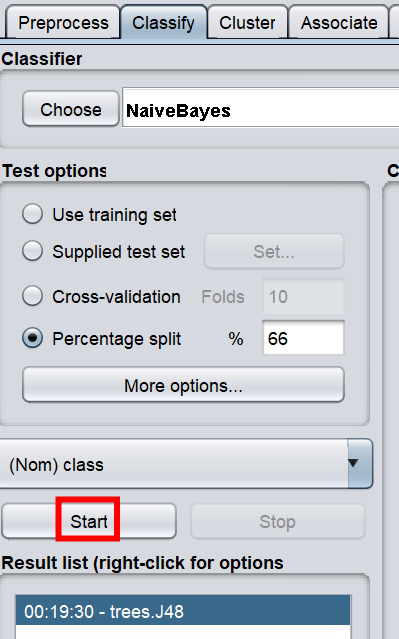 Preprocess Classify Cluster Associate
Classifier
Choose NaiveBayes
Test options
Use training set
Supplied test set Set...
Cross-validation Folds 10
Percentage split % 66
More options...
(Nom) class
Start Stop
Result list (right-click for options
00:19:30 - trees.J48